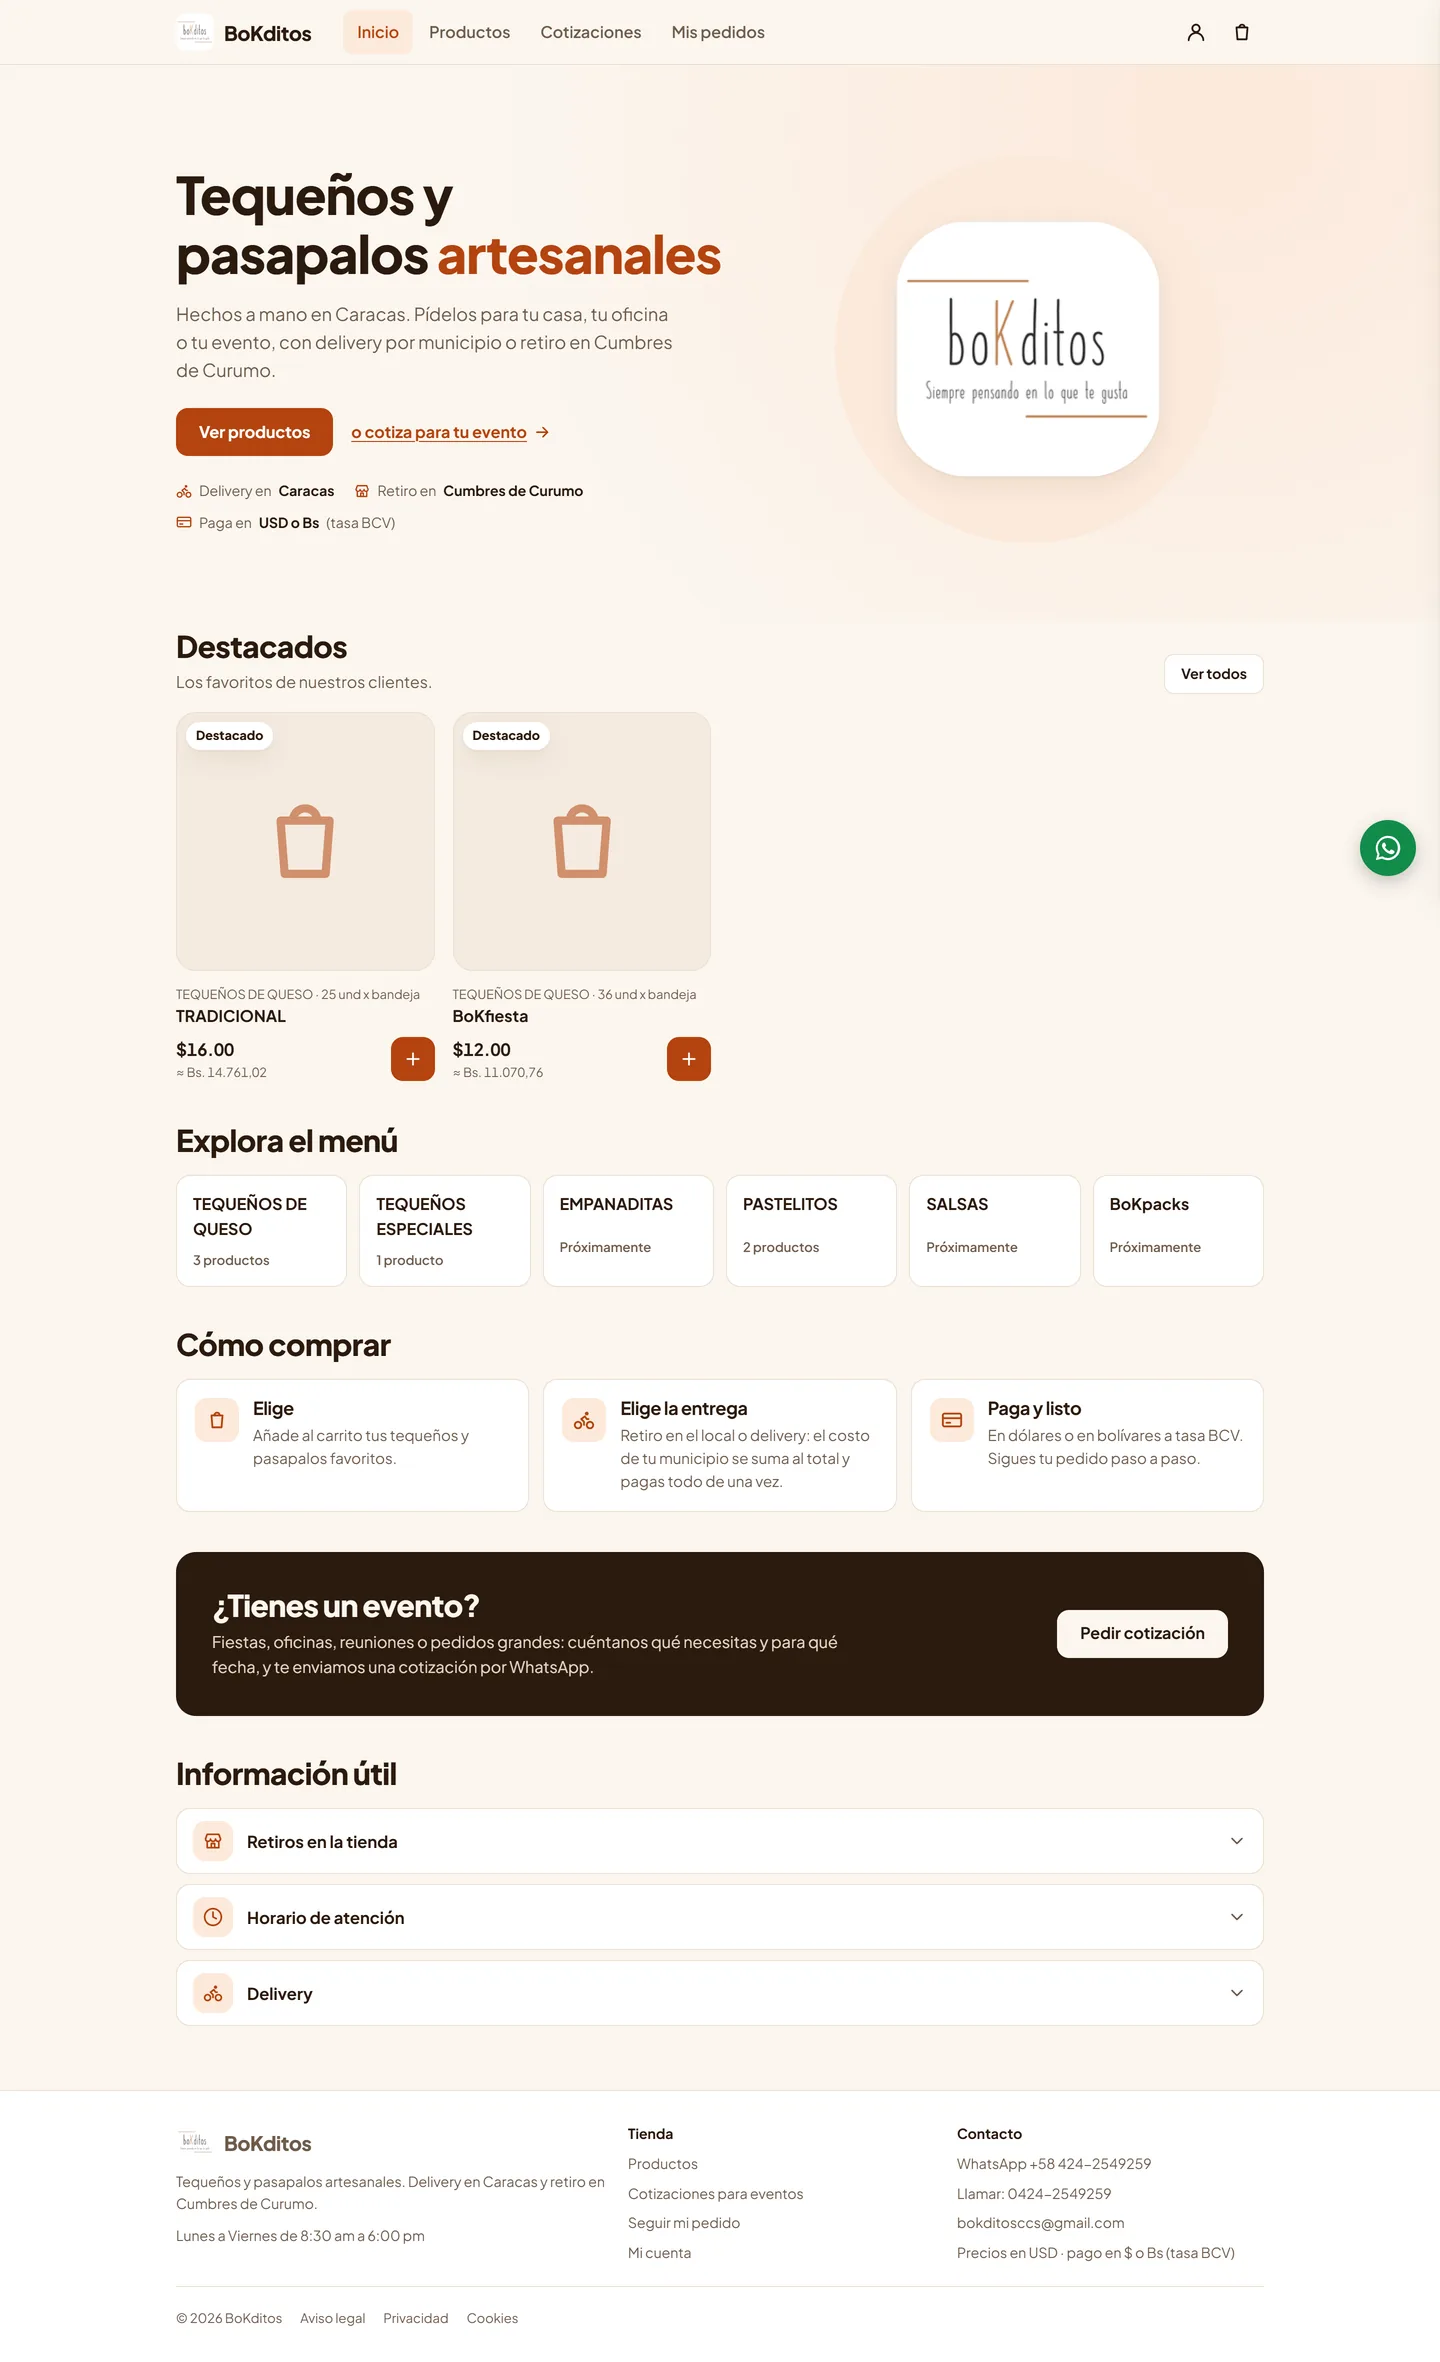 boKditos
BoKditos
Inicio
Productos
Cotizaciones
Mis pedidos
Tequeños y
pasapalos artesanales
Hechos a mano en Caracas. Pídelos para tu casa, tu oficina
o tu evento, con delivery por municipio o retiro en Cumbres
de Curumo.
Ver productos
o cotiza para tu evento →
Delivery en Caracas
Retiro en Cumbres de Curumo
Paga en USD o Bs (tasa BCV)
boKditos
Siempre pensando en lo que te gusta
Destacados
Los favoritos de nuestros clientes.
Ver todos
Destacado
Destacado
TEQUEÑOS DE QUESO · 25 und x bandeja
TRADICIONAL
$16.00
≈ Bs. 14.761,02
+
TEQUEÑOS DE QUESO · 36 und x bandeja
BoKfiesta
$12.00
≈ Bs. 11.070,76
+
Explora el menú
TEQUEÑOS DE
QUESO
3 productos
TEQUEÑOS
ESPECIALES
1 producto
EMPANADITAS
Próximamente
PASTELITOS
2 productos
SALSAS
Próximamente
BoKpacks
Próximamente
Cómo comprar
Elige
Añade al carrito tus tequeños y
pasapalos favoritos.
Elige la entrega
Retiro en el local o delivery: el costo
de tu municipio se suma al total y
pagas todo de una vez.
Paga y listo
En dólares o en bolívares a tasa BCV.
Sigues tu pedido paso a paso.
¿Tienes un evento?
Fiestas, oficinas, reuniones o pedidos grandes: cuéntanos qué necesitas y para qué
fecha, y te enviamos una cotización por WhatsApp.
Pedir cotización
Información útil
Retiros en la tienda
Horario de atención
Delivery
boKditos
BoKditos
Tequeños y pasapalos artesanales. Delivery en Caracas y retiro en
Cumbres de Curumo.
Lunes a Viernes de 8:30 am a 6:00 pm
Tienda
Productos
Cotizaciones para eventos
Seguir mi pedido
Mi cuenta
Contacto
WhatsApp +58 424-2549259
Llamar: 0424-2549259
bokditosccs@gmail.com
Precios en USD · pago en $ o Bs (tasa BCV)
© 2026 BoKditos
Aviso legal
Privacidad
Cookies